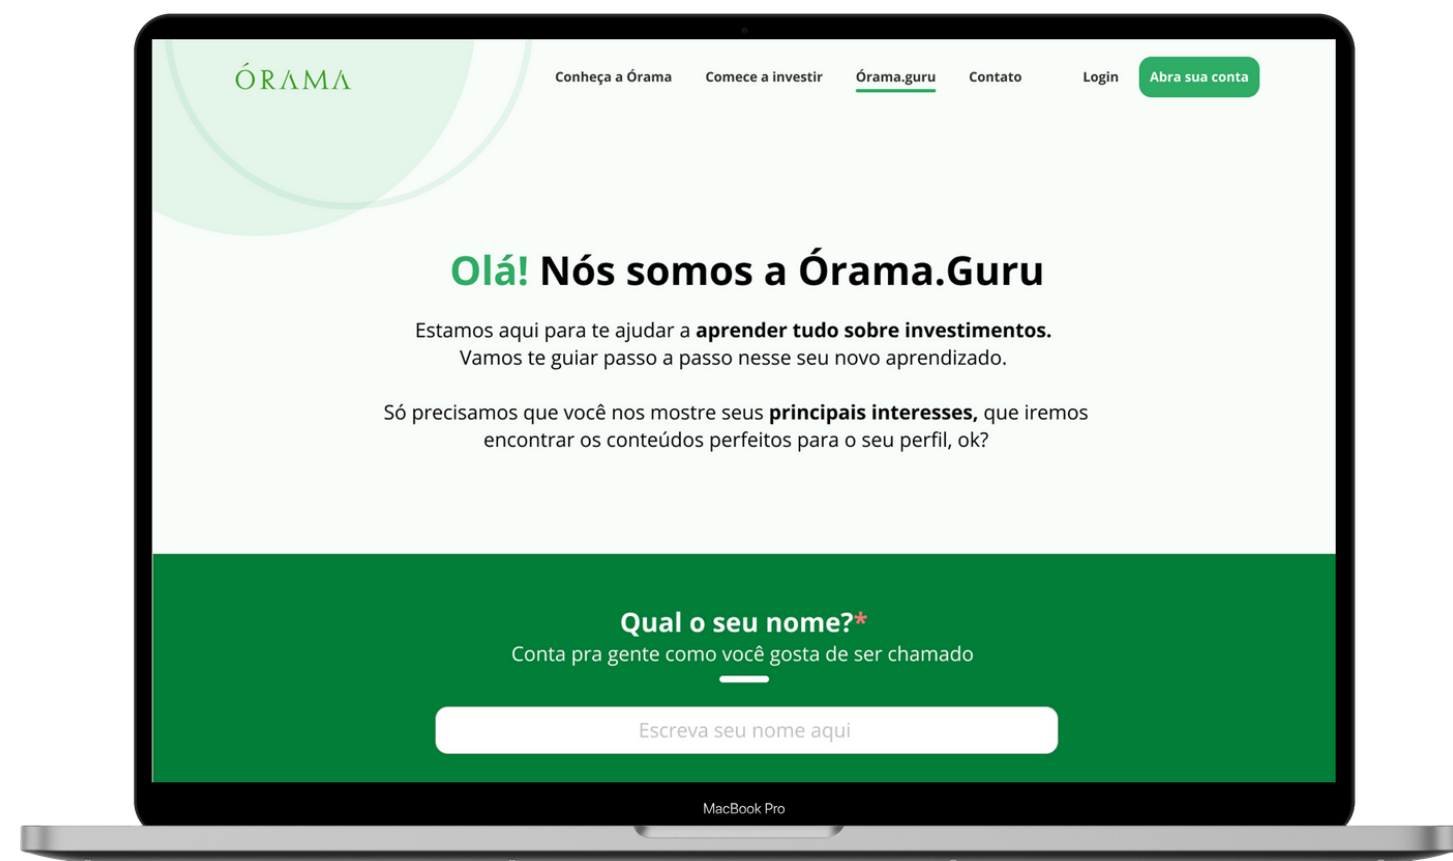 ÓRAMA
Conheça a Órama Comece a investir Órama.guru Contato Login Abra sua conta
Olá! Nós somos a Órama.Guru
Estamos aqui para te ajudar a aprender tudo sobre investimentos.
Vamos te guiar passo a passo nesse seu novo aprendizado.
Só precisamos que você nos mostre seus principais interesses, que iremos
encontrar os conteúdos perfeitos para o seu perfil, ok?
Qual o seu nome?*
Conta pra gente como você gosta de ser chamado
Escreva seu nome aqui
MacBook Pro